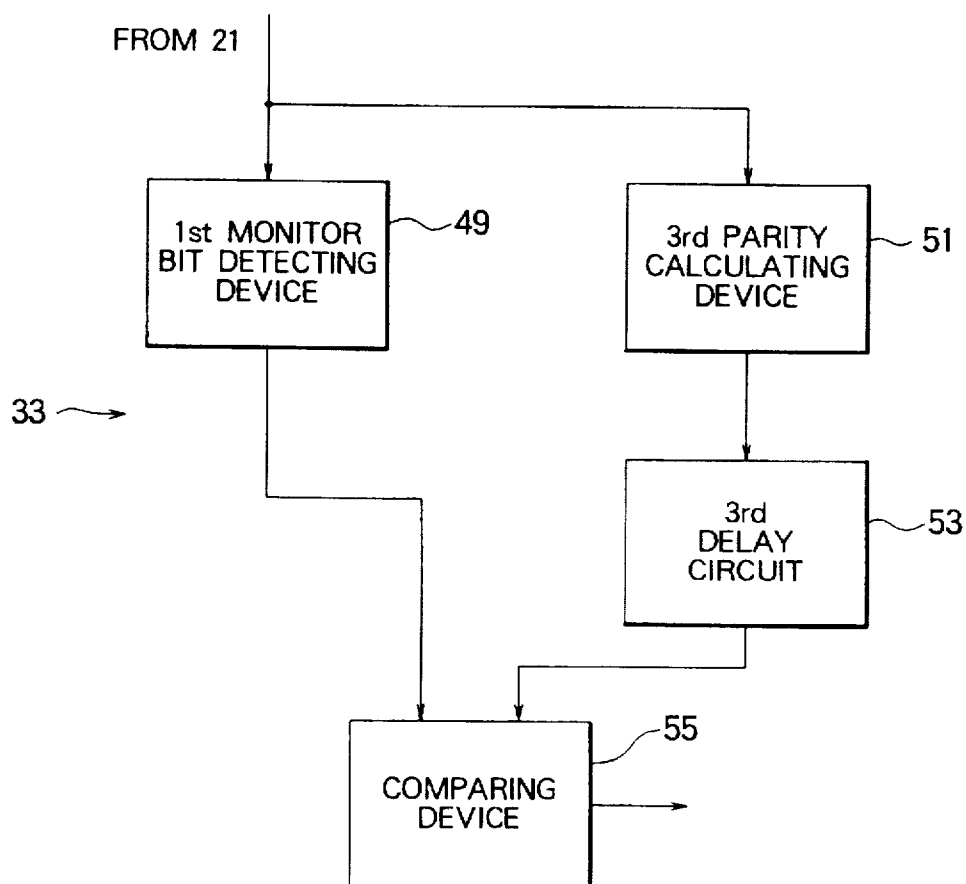 FROM 21
1st MONITOR
BIT DETECTING
DEVICE
49
3rd PARITY
CALCULATING
DEVICE
51
33
3rd
DELAY
CIRCUIT
53
55
COMPARING
DEVICE